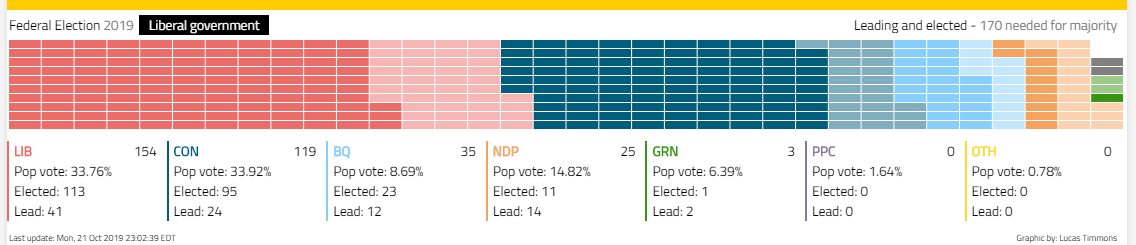 Federal Election 2019 Liberal government
Leading and elected - 170 needed for majority
LIB 154
Pop vote: 33.76%
Elected: 113
Lead: 41
CON 119
Pop vote: 33.92%
Elected: 95
Lead: 24
BQ 35
Pop vote: 8.69%
Elected: 23
Lead: 12
NDP 25
Pop vote: 14.82%
Elected: 11
Lead: 14
GRN 3
Pop vote: 6.39%
Elected: 1
Lead: 2
PPC 0
Pop vote: 1.64%
Elected: 0
Lead: 0
OTH 0
Pop vote: 0.78%
Elected: 0
Lead: 0
Last update: Mon, 21 Oct 2019 23:02:39 EDT
Graphic by: Lucas Timmons